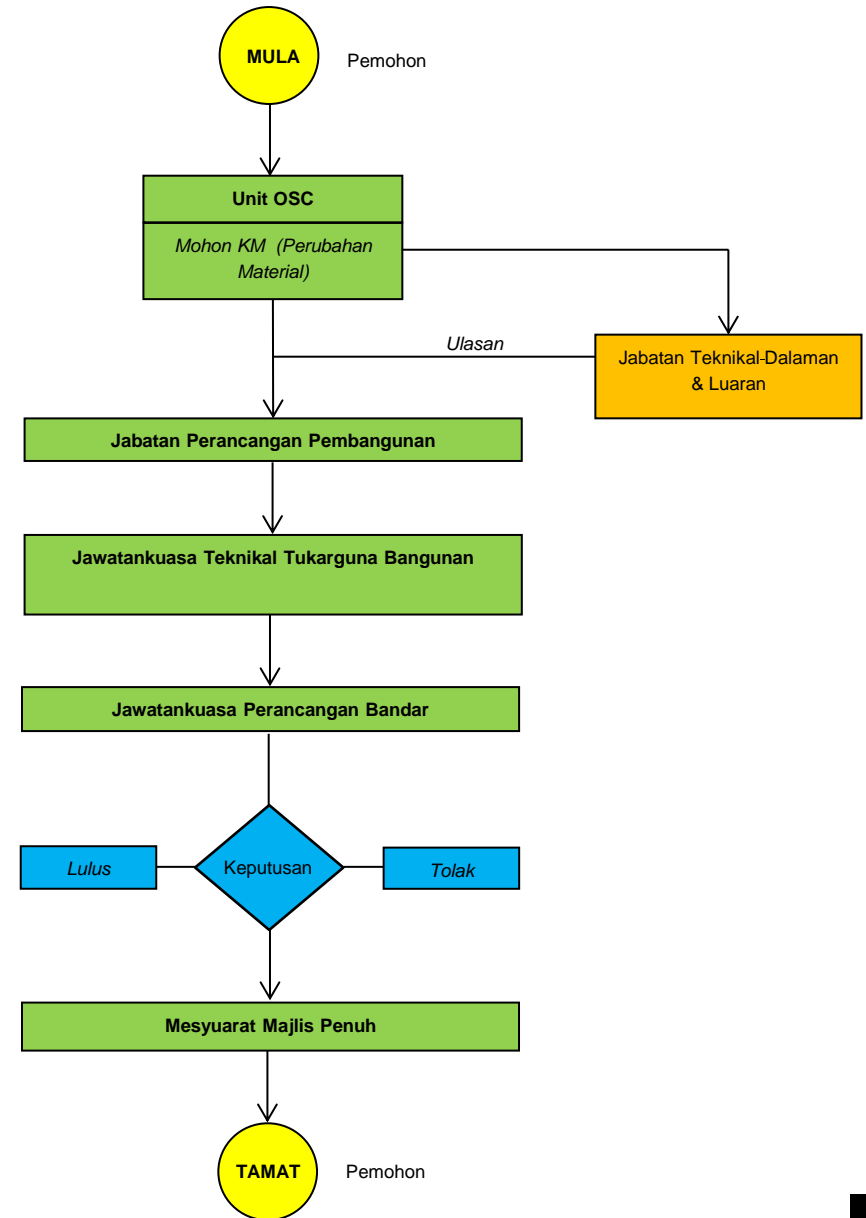 MULA
Pemohon
Unit OSC
Mohon KM (Perubahan
Material)
Ulasan
Jabatan Teknikal-Dalaman
& Luaran
Jabatan Perancangan Pembangunan
Jawatankuasa Teknikal Tukarguna Bangunan
Jawatankuasa Perancangan Bandar
Lulus
Keputusan
Tolak
Mesyuarat Majlis Penuh
TAMAT
Pemohon